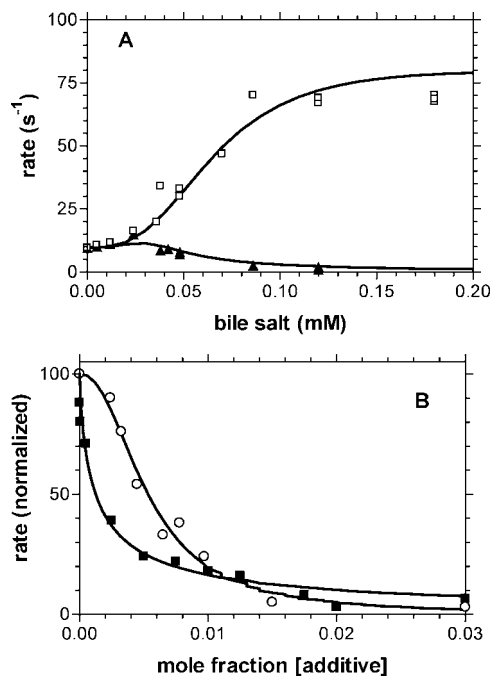 A
100
75
50
25
0
rate (s⁻¹)
0.00 0.05 0.10 0.15 0.20
bile salt (mM)
B
100
50
0
rate (normalized)
0.00 0.01 0.02 0.03
mole fraction [additive]